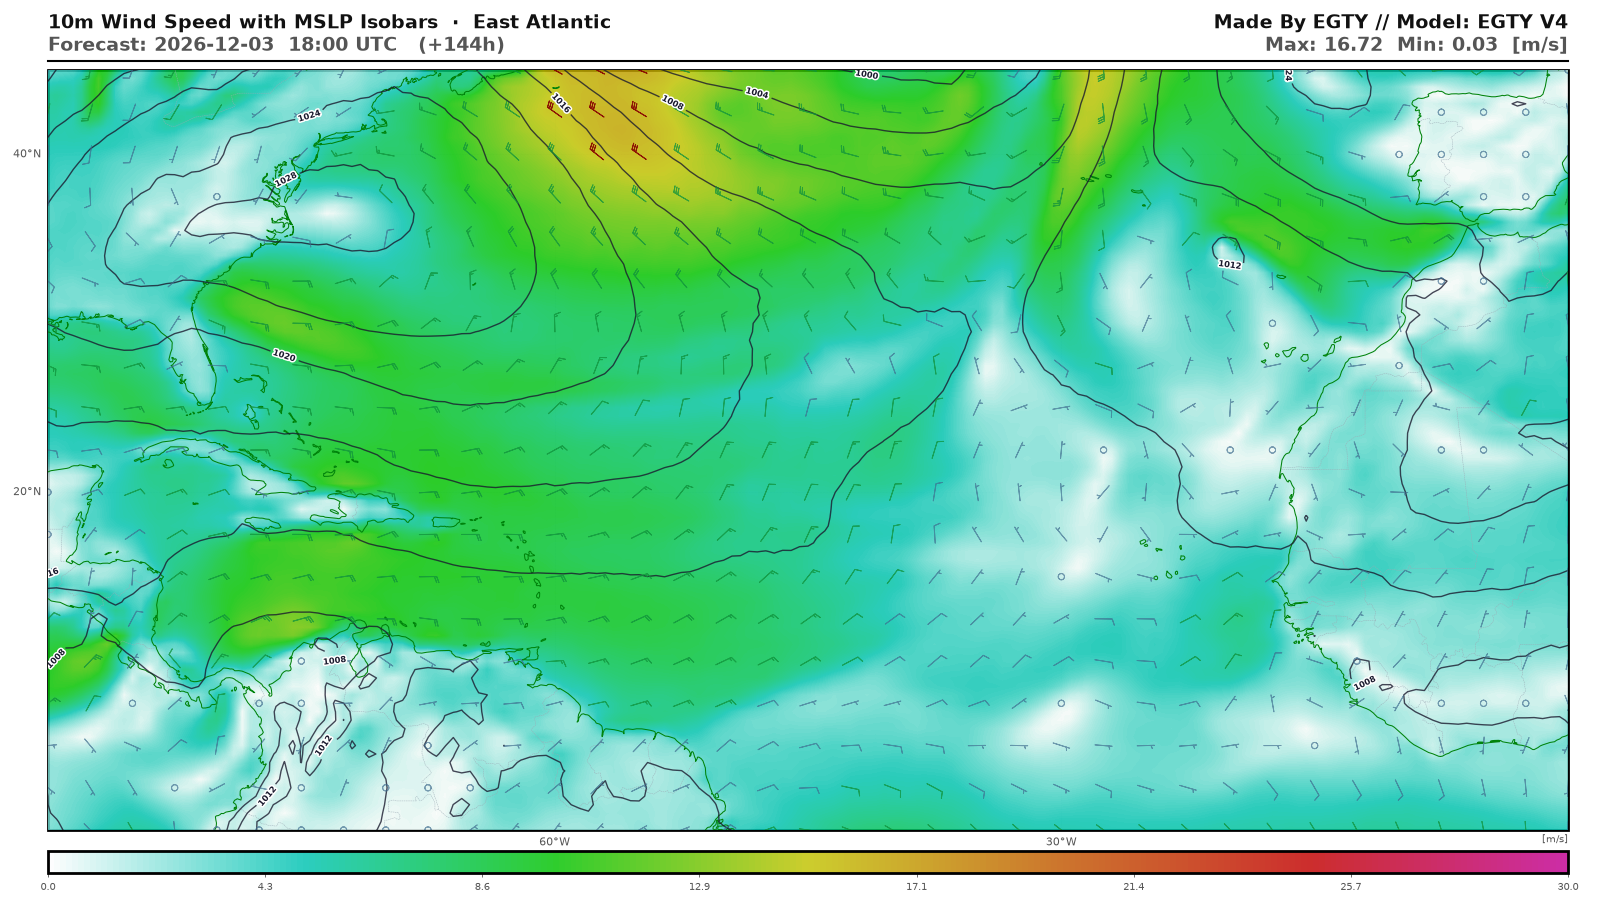 10m Wind Speed with MSLP Isobars · East Atlantic
Made By EGTY // Model: EGTY V4
Forecast: 2026-12-03 18:00 UTC (+144h)
Max: 16.72 Min: 0.03 [m/s]
1000
24
1004
1016
1008
1024
40°N
1028
1012
1020
20°N
16
1008
1008
1008
1012
1012
60°W
30°W
[m/s]
0.0
4.3
8.6
12.9
17.1
21.4
25.7
30.0